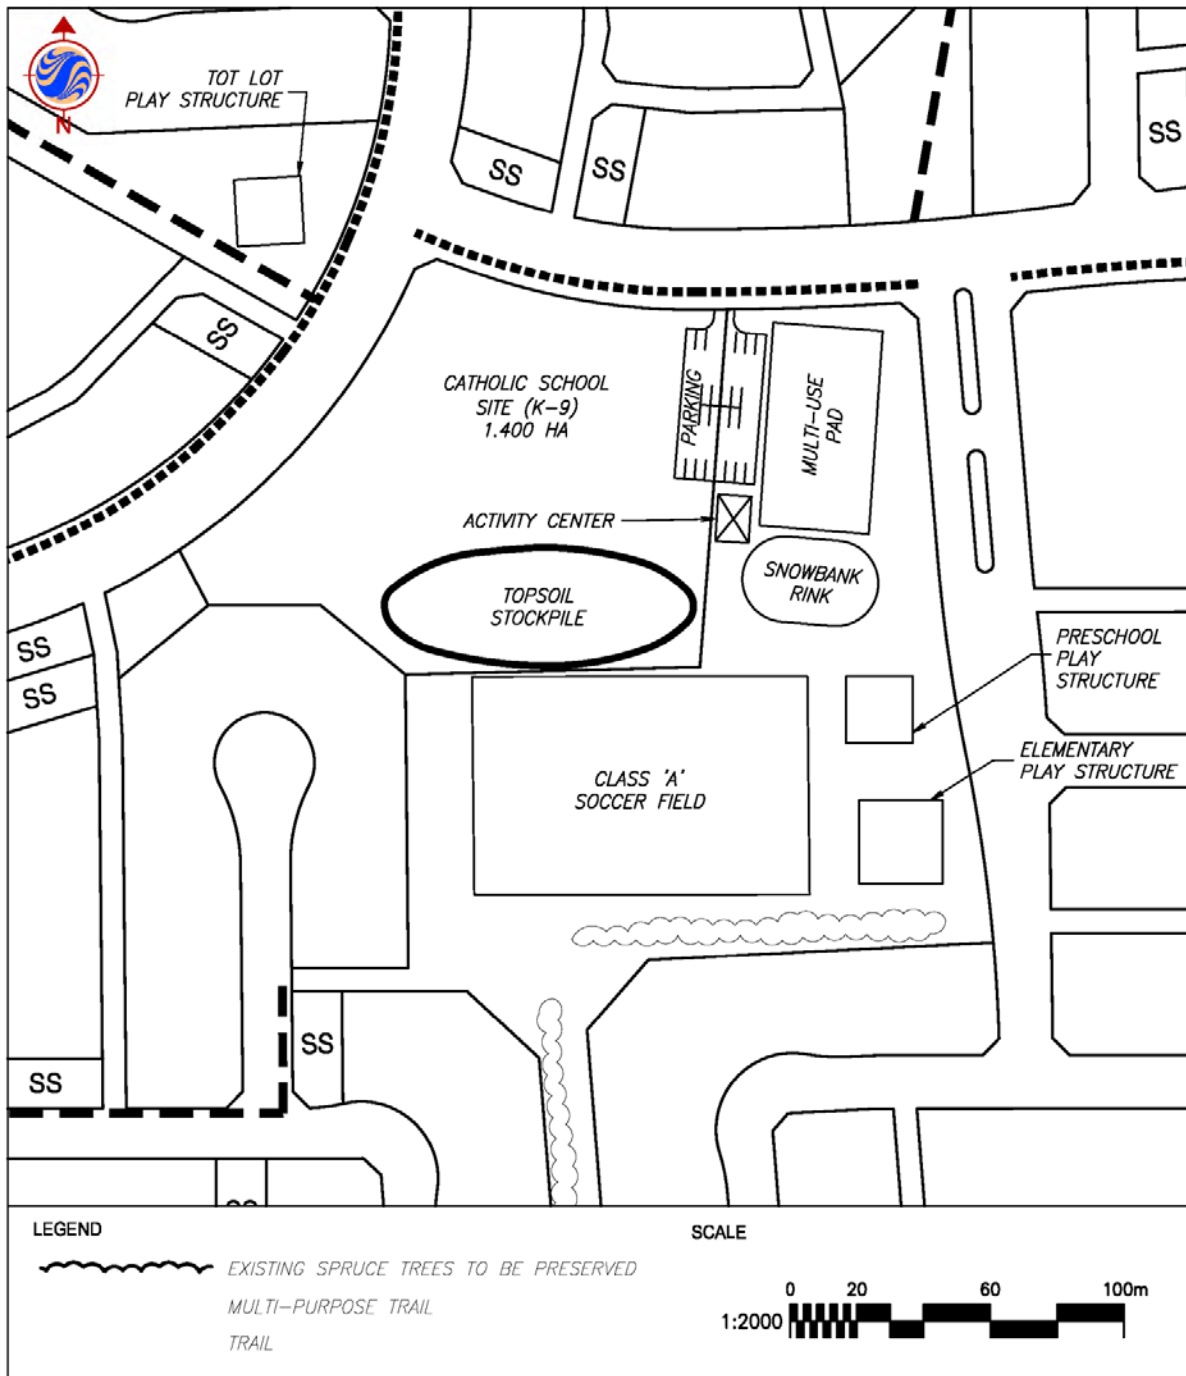 TOT LOT
PLAY STRUCTURE
N
SS
SS
SS
SS
CATHOLIC SCHOOL
SITE (K-9)
1.400 HA
PARKING
MULTI-USE
PAD
ACTIVITY CENTER
SNOWBANK
RINK
TOPSOIL
STOCKPILE
SS
SS
PRESCHOOL
PLAY
STRUCTURE
ELEMENTARY
PLAY STRUCTURE
CLASS 'A'
SOCCER FIELD
SS
SS
LEGEND
EXISTING SPRUCE TREES TO BE PRESERVED
MULTI-PURPOSE TRAIL
TRAIL
SCALE
0 20 60 100m
1:2000